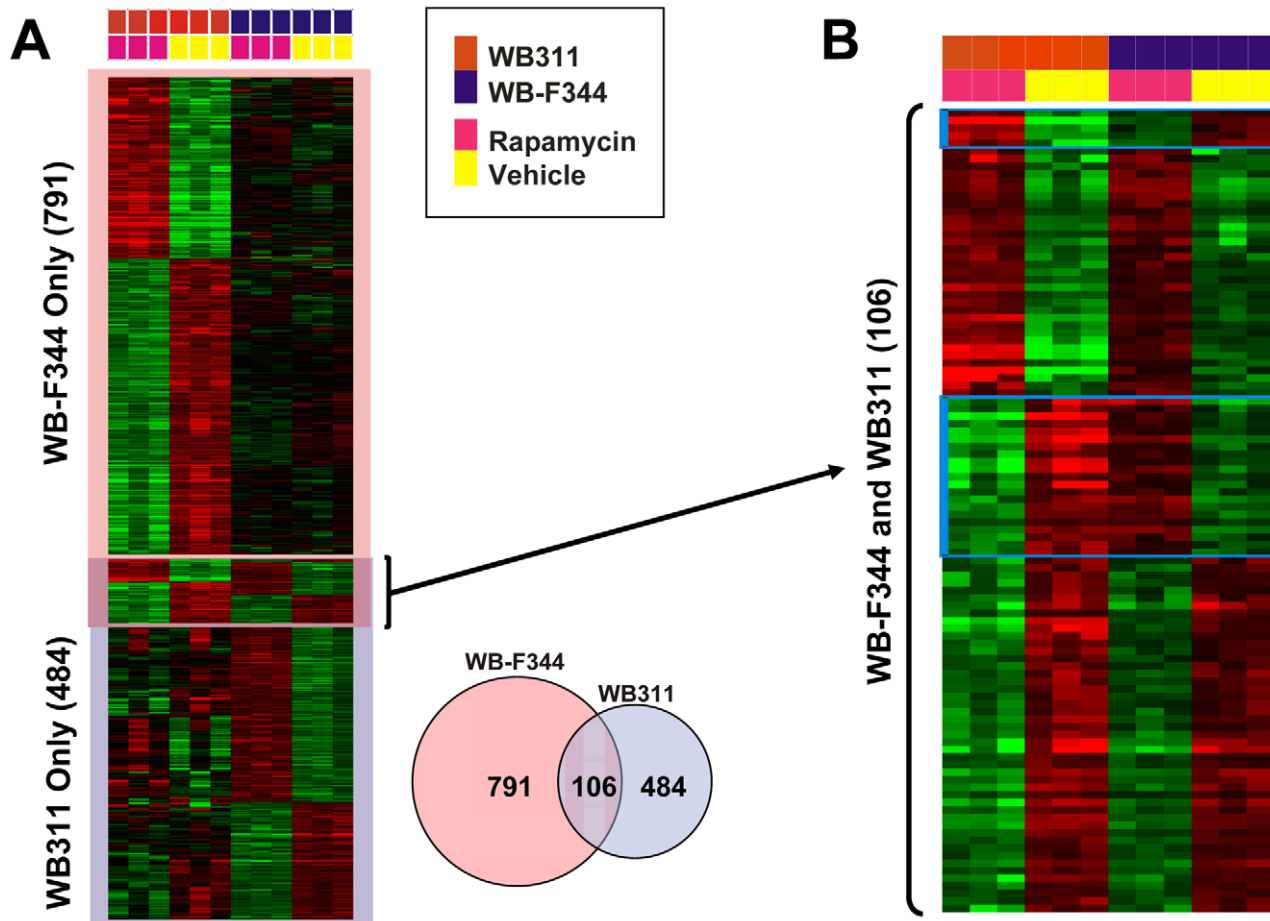 A
B
WB311
WB-F344
Rapamycin
Vehicle
WB-F344 Only (791)
WB311 Only (484)
WB-F344
WB311
791
106
484
WB-F344 and WB311 (106)